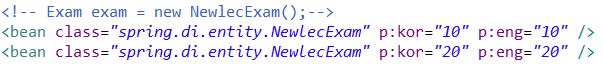 <!-- Exam exam = new NewlecExam();-->
<bean class="spring.di.entity.NewlecExam" p:kor="10" p:eng="10" />
<bean class="spring.di.entity.NewlecExam" p:kor="20" p:eng="20" />